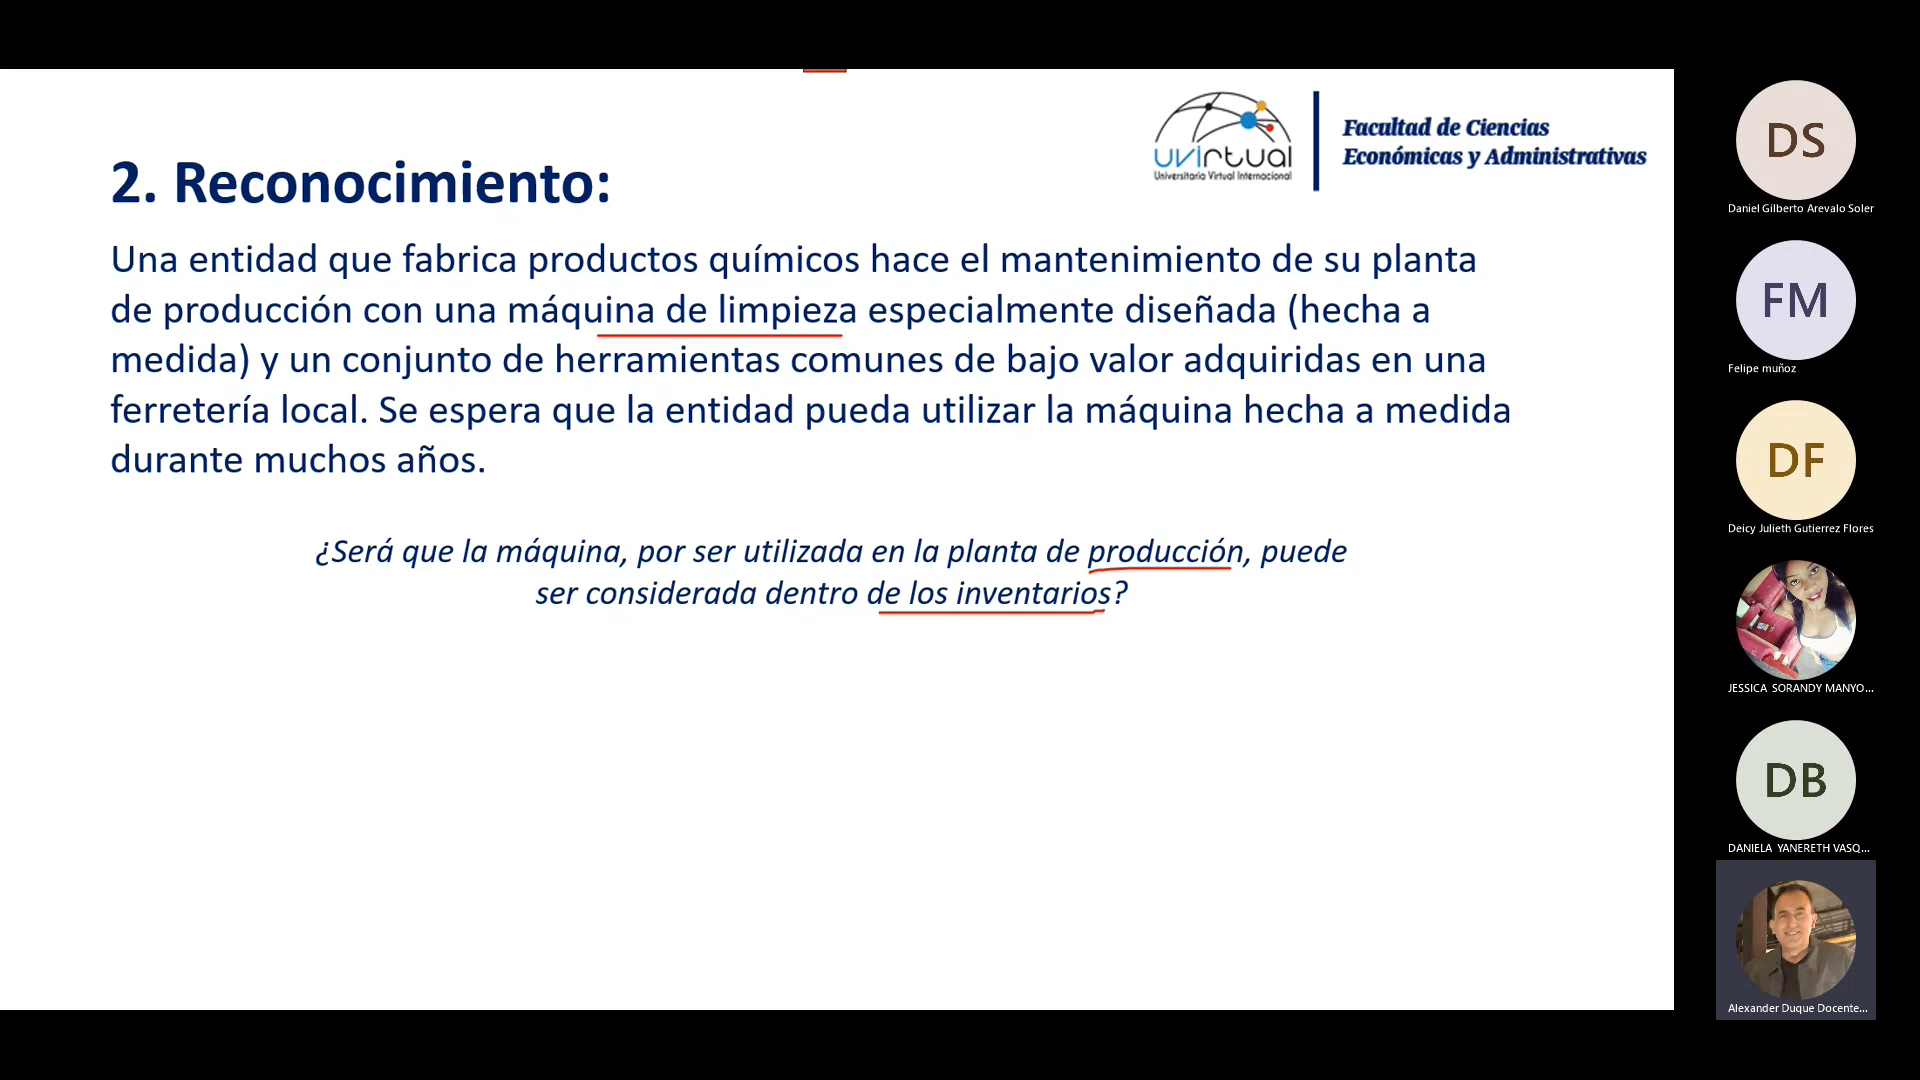 2. Reconocimiento:
uvirtual
Universitaria Virtual Internacional
Facultad de Ciencias
Económicas y Administrativas
Una entidad que fabrica productos químicos hace el mantenimiento de su planta
de producción con una máquina de limpieza especialmente diseñada (hecha a
medida) y un conjunto de herramientas comunes de bajo valor adquiridas en una
ferretería local. Se espera que la entidad pueda utilizar la máquina hecha a medida
durante muchos años.
¿Será que la máquina, por ser utilizada en la planta de producción, puede
ser considerada dentro de los inventarios?
DS
Daniel Gilberto Arevalo Soler
FM
Felipe muñoz
DF
Deicy Julieth Gutierrez Flores
JESSICA SORANDY MANYO...
DB
DANIELA YANERETH VASQ...
Alexander Duque Docente...